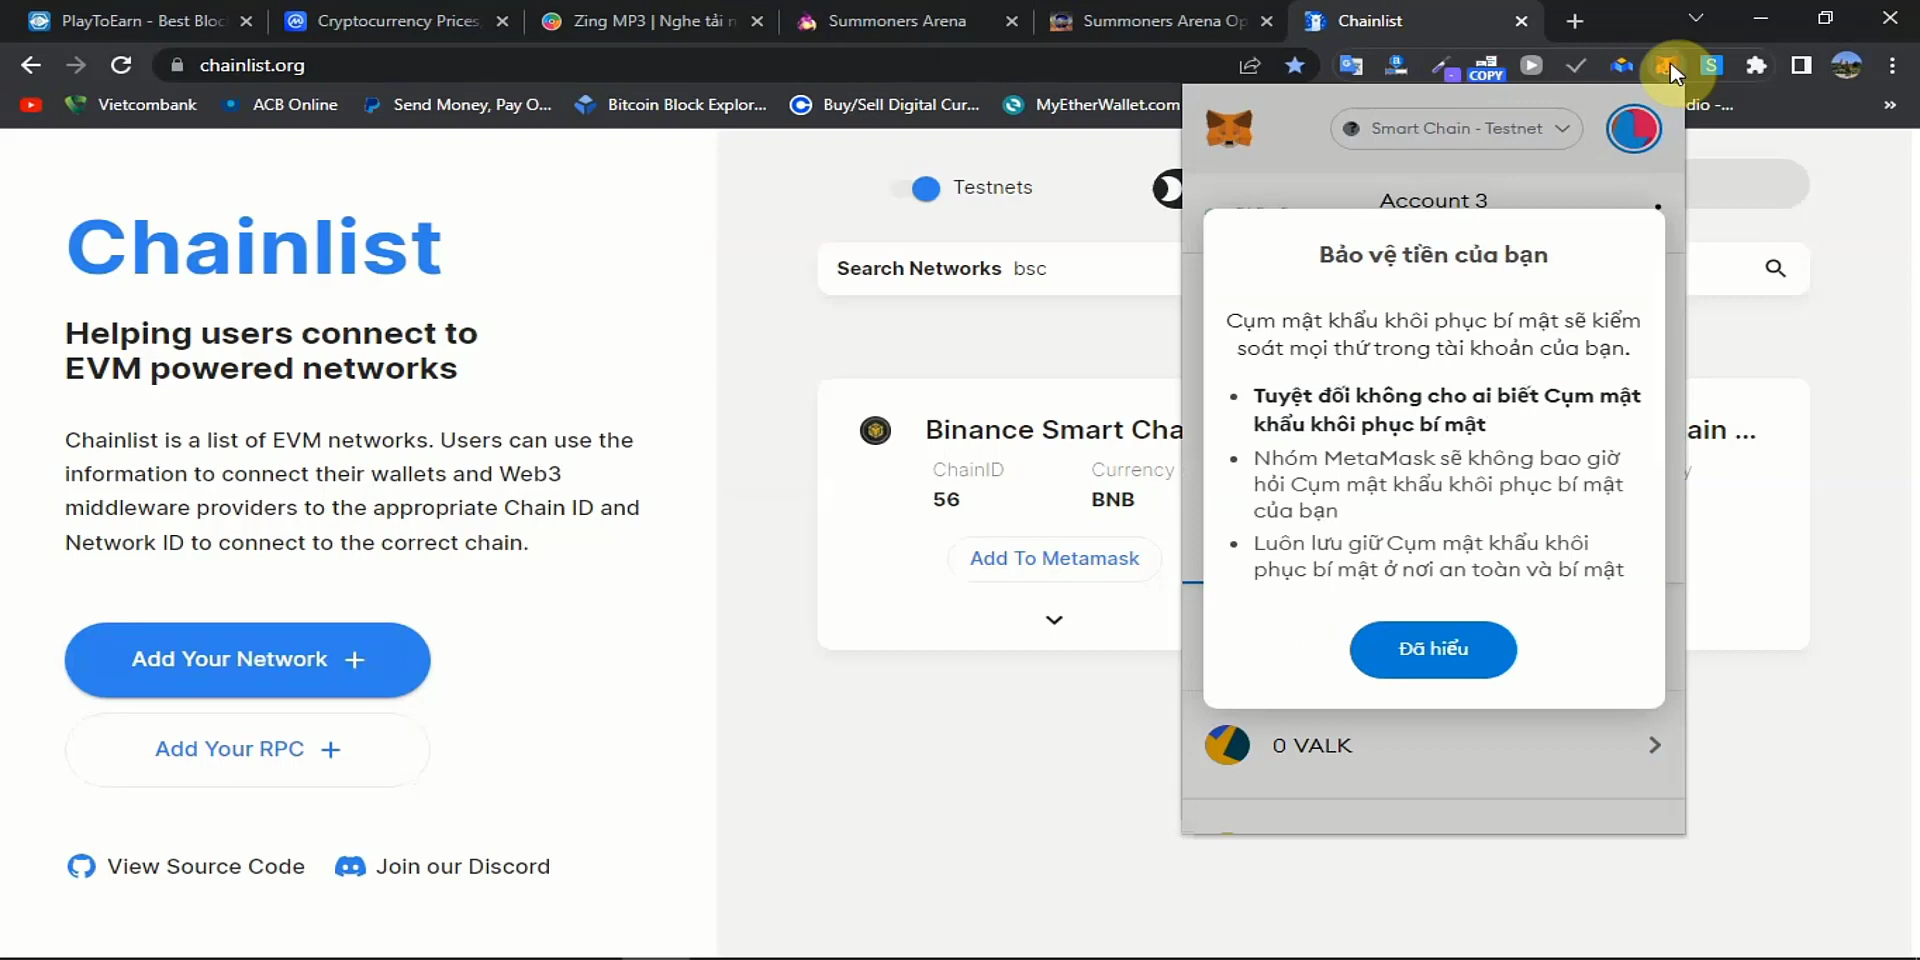 PlayToEarn - Best Bloc
Cryptocurrency Prices,
Zing MP3 | Nghe tải n
Summoners Arena
Summoners Arena Op
Chainlist
chainlist.org
COPY
S
Vietcombank
ACB Online
Send Money, Pay O...
Bitcoin Block Explor...
Buy/Sell Digital Cur...
MyEtherWallet.com
dio -...
Chainlist
Helping users connect to
EVM powered networks
Chainlist is a list of EVM networks. Users can use the
information to connect their wallets and Web3
middleware providers to the appropriate Chain ID and
Network ID to connect to the correct chain.
Add Your Network +
Add Your RPC +
View Source Code
Join our Discord
Testnets
Search Networks bsc
Binance Smart Cha
ain ...
ChainID
Currency
y
56
BNB
Add To Metamask
Smart Chain - Testnet
Account 3
Bảo vệ tiền của bạn
Cụm mật khẩu khôi phục bí mật sẽ kiểm
soát mọi thứ trong tài khoản của bạn.
• Tuyệt đối không cho ai biết Cụm mật
khẩu khôi phục bí mật
• Nhóm MetaMask sẽ không bao giờ
hỏi Cụm mật khẩu khôi phục bí mật
của bạn
• Luôn lưu giữ Cụm mật khẩu khôi
phục bí mật ở nơi an toàn và bí mật
Đã hiểu
0 VALK